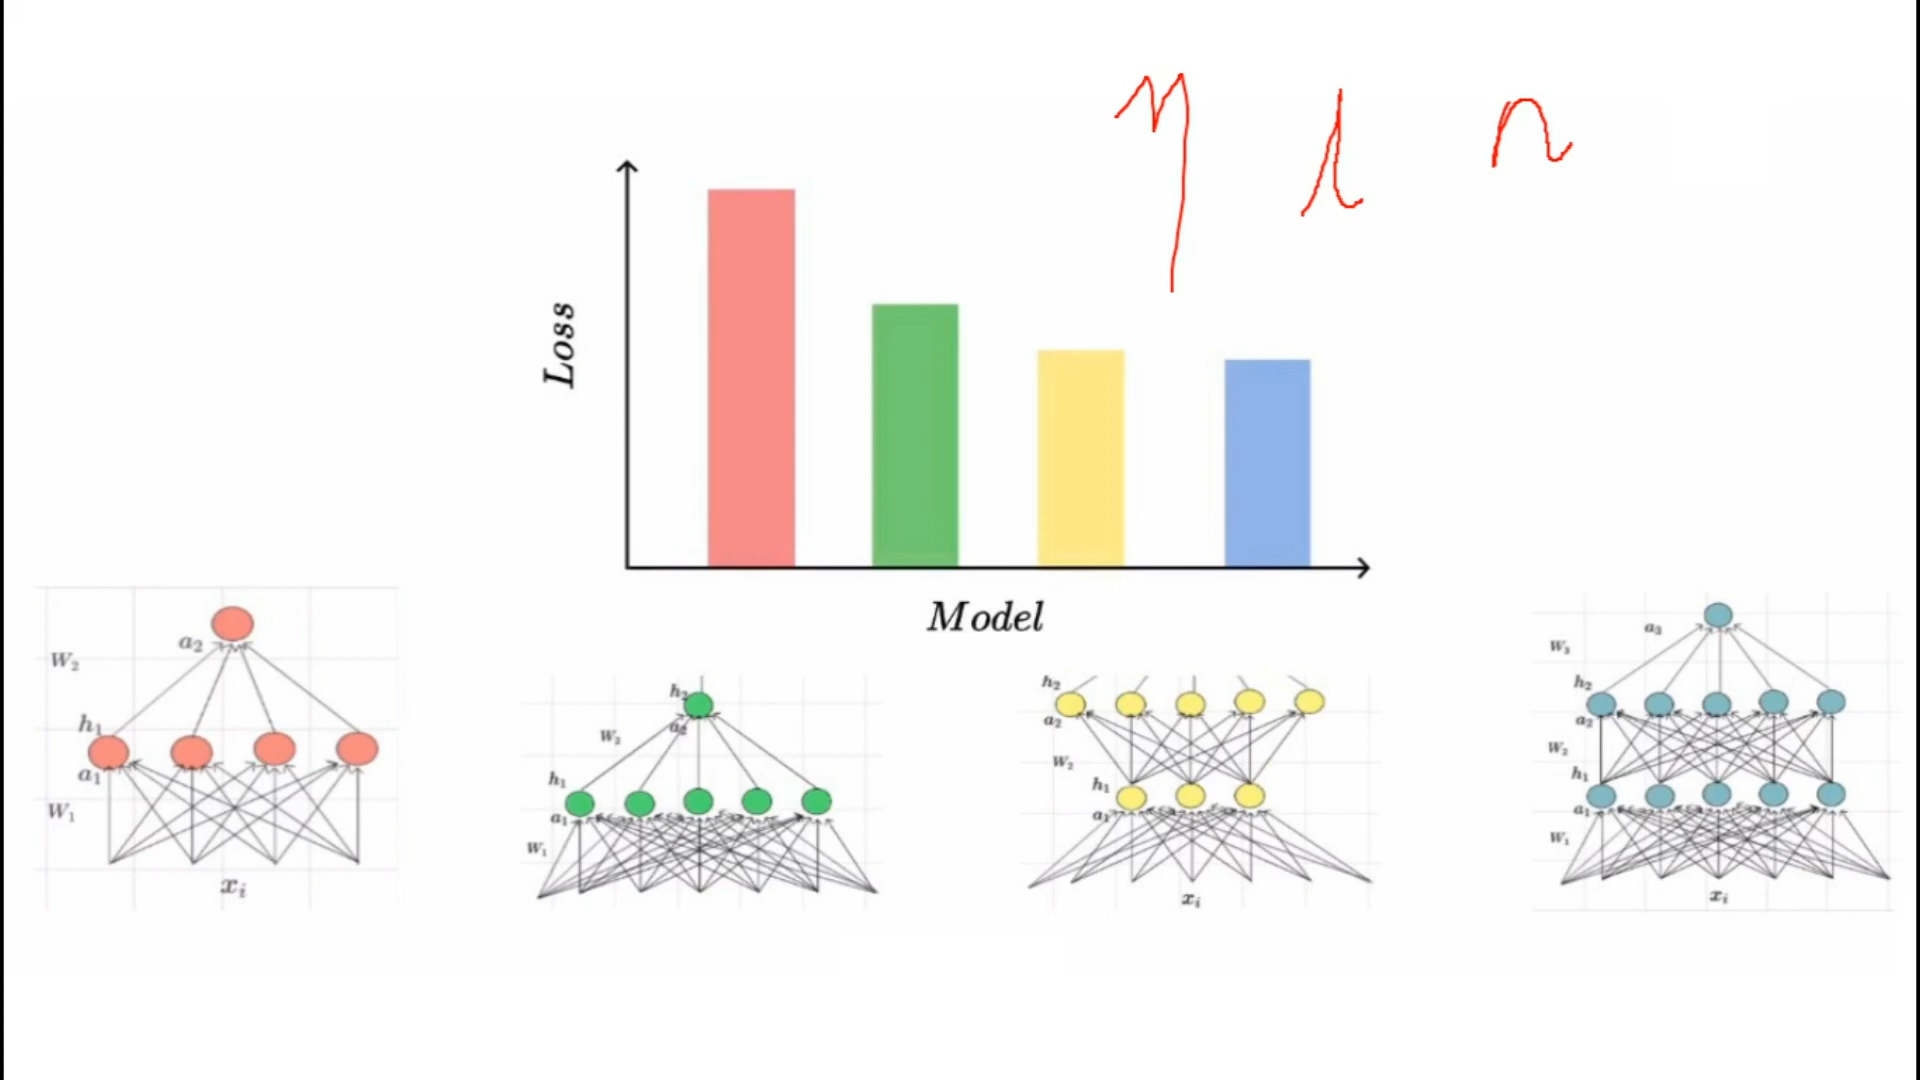 η l n
Loss
Model
a₂
W₂
h₁
a₁
W₁
xᵢ
h₂
a₂
W₂
h₁
a₁
W₁
h₂
a₂
W₂
h₁
a₁
xᵢ
a₃
W₃
h₂
a₂
W₂
h₁
a₁
W₁
xᵢ